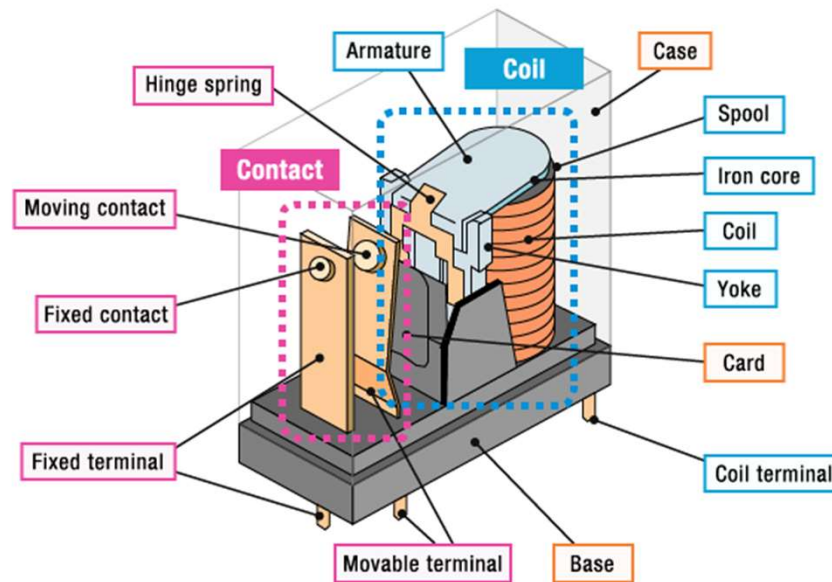 Armature
Coil
Case
Hinge spring
Spool
Contact
Iron core
Moving contact
Coil
Fixed contact
Yoke
Card
Fixed terminal
Coil terminal
Movable terminal
Base